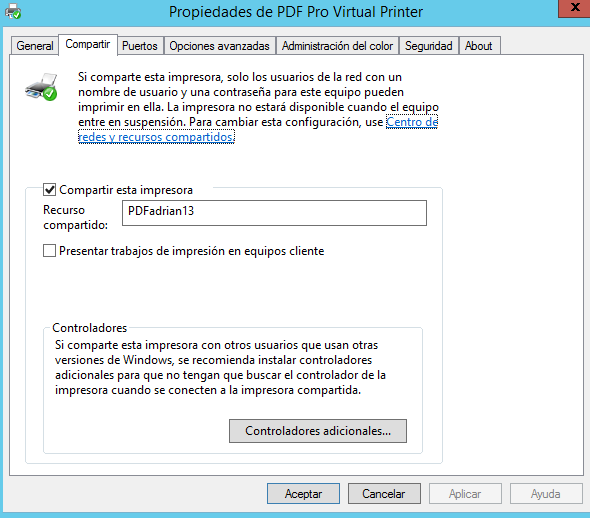 Propiedades de PDF Pro Virtual Printer
X
General Compartir Puertos Opciones avanzadas Administración del color Seguridad About
Si comparte esta impresora, solo los usuarios de la red con un
nombre de usuario y una contraseña para este equipo pueden
imprimir en ella. La impresora no estará disponible cuando el equipo
entre en suspensión. Para cambiar esta configuración, use Centro de
redes y recursos compartidos.
Compartir esta impresora
Recurso
compartido:
PDFadrian13
Presentar trabajos de impresión en equipos cliente
Controladores
Si comparte esta impresora con otros usuarios que usan otras
versiones de Windows, se recomienda instalar controladores
adicionales para que no tengan que buscar el controlador de la
impresora cuando se conecten a la impresora compartida.
Controladores adicionales...
Aceptar Cancelar Aplicar Ayuda